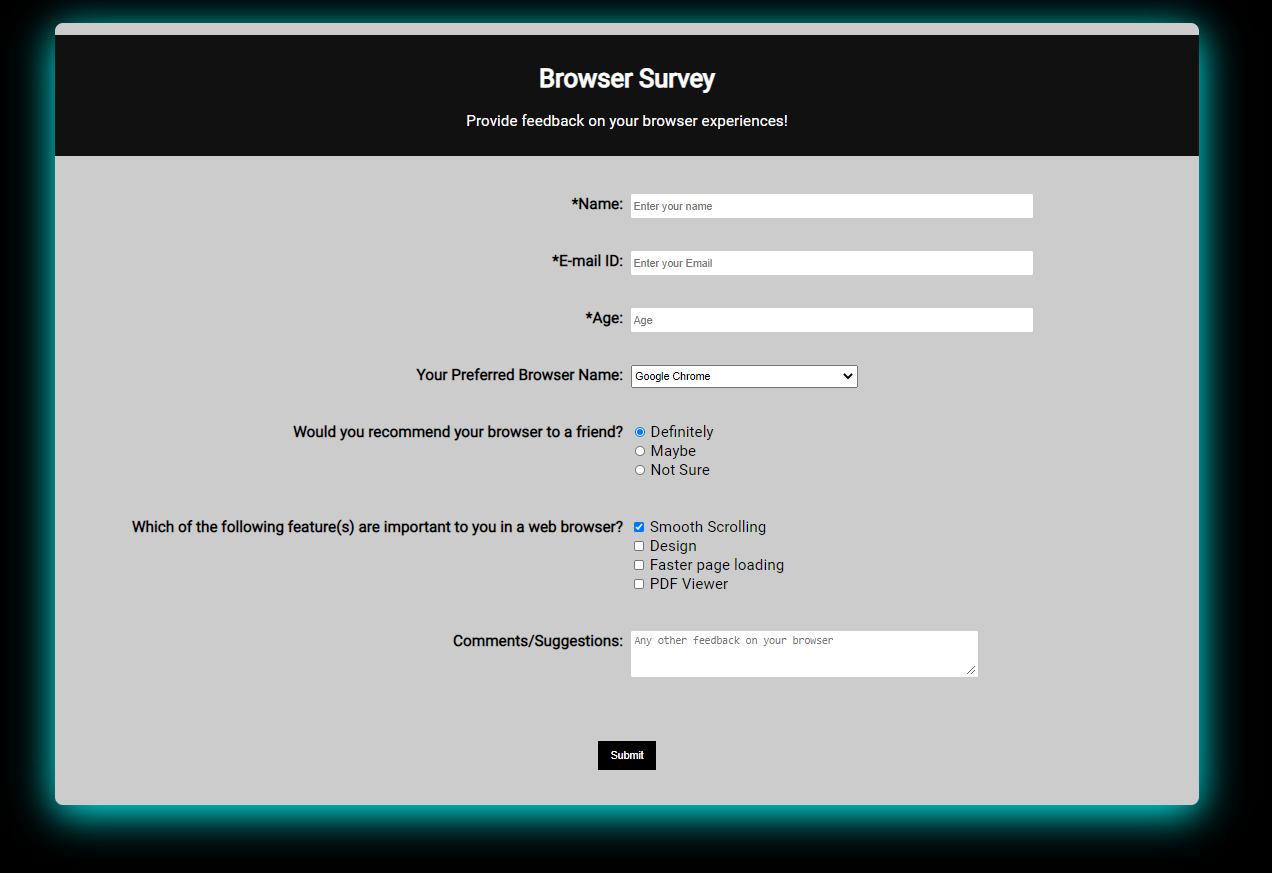 Browser Survey
Provide feedback on your browser experiences!
*Name: Enter your name
*E-mail ID: Enter your Email
*Age: Age
Your Preferred Browser Name: Google Chrome
Would you recommend your browser to a friend? Definitely
Maybe
Not Sure
Which of the following feature(s) are important to you in a web browser? Smooth Scrolling
Design
Faster page loading
PDF Viewer
Comments/Suggestions: Any other feedback on your browser
Submit